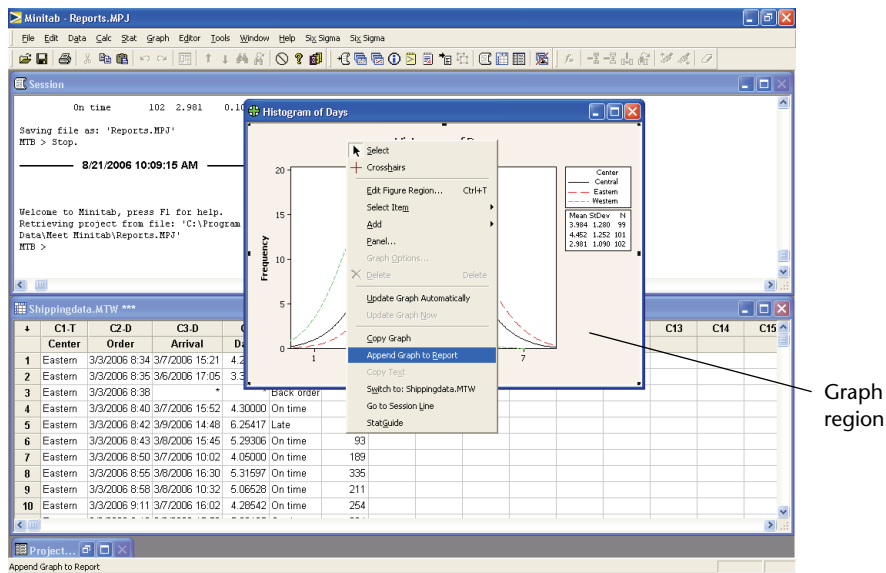 Minitab - Reports.MPJ
File Edit Data Calc Stat Graph Editor Tools Window Help Six Sigma Six Sigma
Session
On time 102 2.981 0.10
Saving file as: 'Reports.MPJ'
MTB > Stop.
8/21/2006 10:09:15 AM
Welcome to Minitab, press F1 for help.
Retrieving project from file: 'C:\Program
Data\Meet Minitab\Reports.MPJ'
MTB >
Histogram of Days
20
15
10
5
0
Frequency
1
7
Center
Central
Eastern
Western
Mean StDev N
3.984 1.280 99
4.452 1.252 101
2.981 1.090 102
Select
Crosshairs
Edit Figure Region... Ctrl+T
Select Item
Add
Panel...
Graph Options...
Delete Delete
Update Graph Automatically
Update Graph Now
Copy Graph
Append Graph to Report
Copy Text
Switch to: Shippingdata.MTW
Go to Session Line
StatGuide
Graph
region
Shippingdata.MTW ***
C1-T C2-D C3-D C13 C14 C15
Center Order Arrival
1 Eastern 3/3/2006 8:34 3/7/2006 15:21 4.2
2 Eastern 3/3/2006 8:35 3/6/2006 17:05 3.3
3 Eastern 3/3/2006 8:38 * * Back order
4 Eastern 3/3/2006 8:40 3/7/2006 15:52 4.30000 On time
5 Eastern 3/3/2006 8:42 3/9/2006 14:48 6.25417 Late
6 Eastern 3/3/2006 8:43 3/8/2006 15:45 5.29306 On time 93
7 Eastern 3/3/2006 8:50 3/7/2006 10:02 4.05000 On time 189
8 Eastern 3/3/2006 8:55 3/8/2006 16:30 5.31597 On time 335
9 Eastern 3/3/2006 8:58 3/8/2006 10:32 5.06528 On time 211
10 Eastern 3/3/2006 9:11 3/7/2006 16:02 4.28542 On time 254
Project...
Append Graph to Report